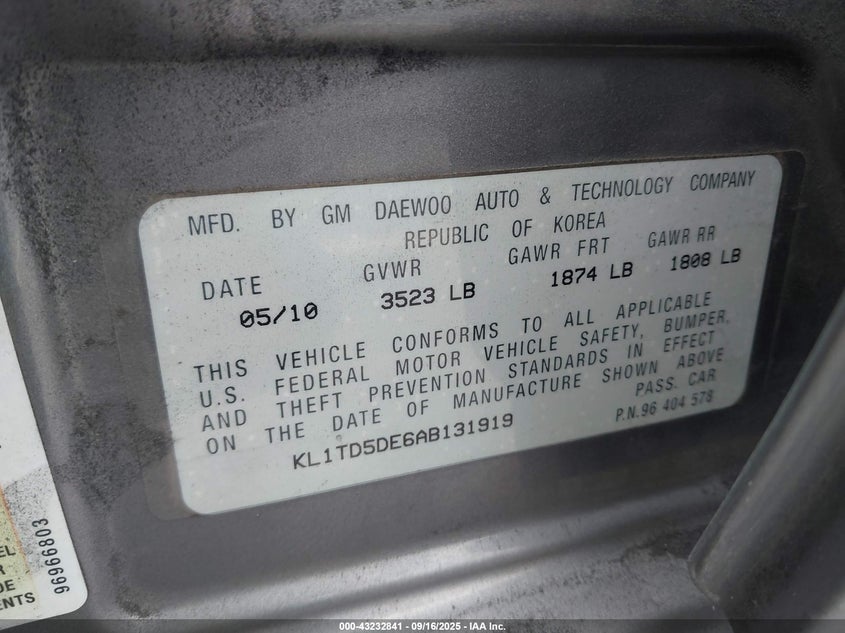 MFD. BY GM DAEWOO AUTO & TECHNOLOGY COMPANY
REPUBLIC OF KOREA
DATE GVWR GAWR FRT GAWR RR
05/10 3523 LB 1874 LB 1808 LB
THIS VEHICLE CONFORMS TO ALL APPLICABLE
U.S. FEDERAL MOTOR VEHICLE SAFETY, BUMPER,
AND THEFT PREVENTION STANDARDS IN EFFECT
ON THE DATE OF MANUFACTURE SHOWN ABOVE
PASS. CAR
KL1TD5DE6AB131919
P.N.96 404 578
96966803
000-43232841 - 09/16/2025 - IAA Inc.